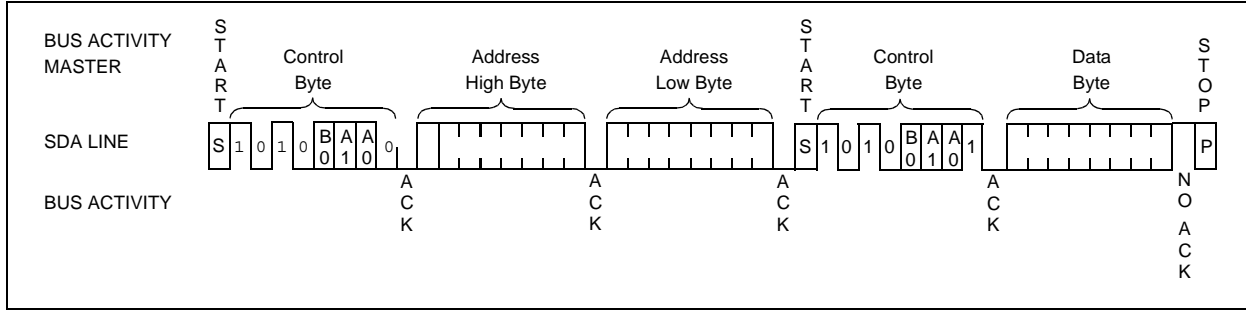 BUS ACTIVITY
MASTER
START
Control
Byte
Address
High Byte
Address
Low Byte
START
Control
Byte
Data
Byte
STOP
SDA LINE
S 1 0 1 0 B0 A1 A0 0
S 1 0 1 0 B0 A1 A0 1
P
BUS ACTIVITY
ACK
ACK
ACK
ACK
NO ACK